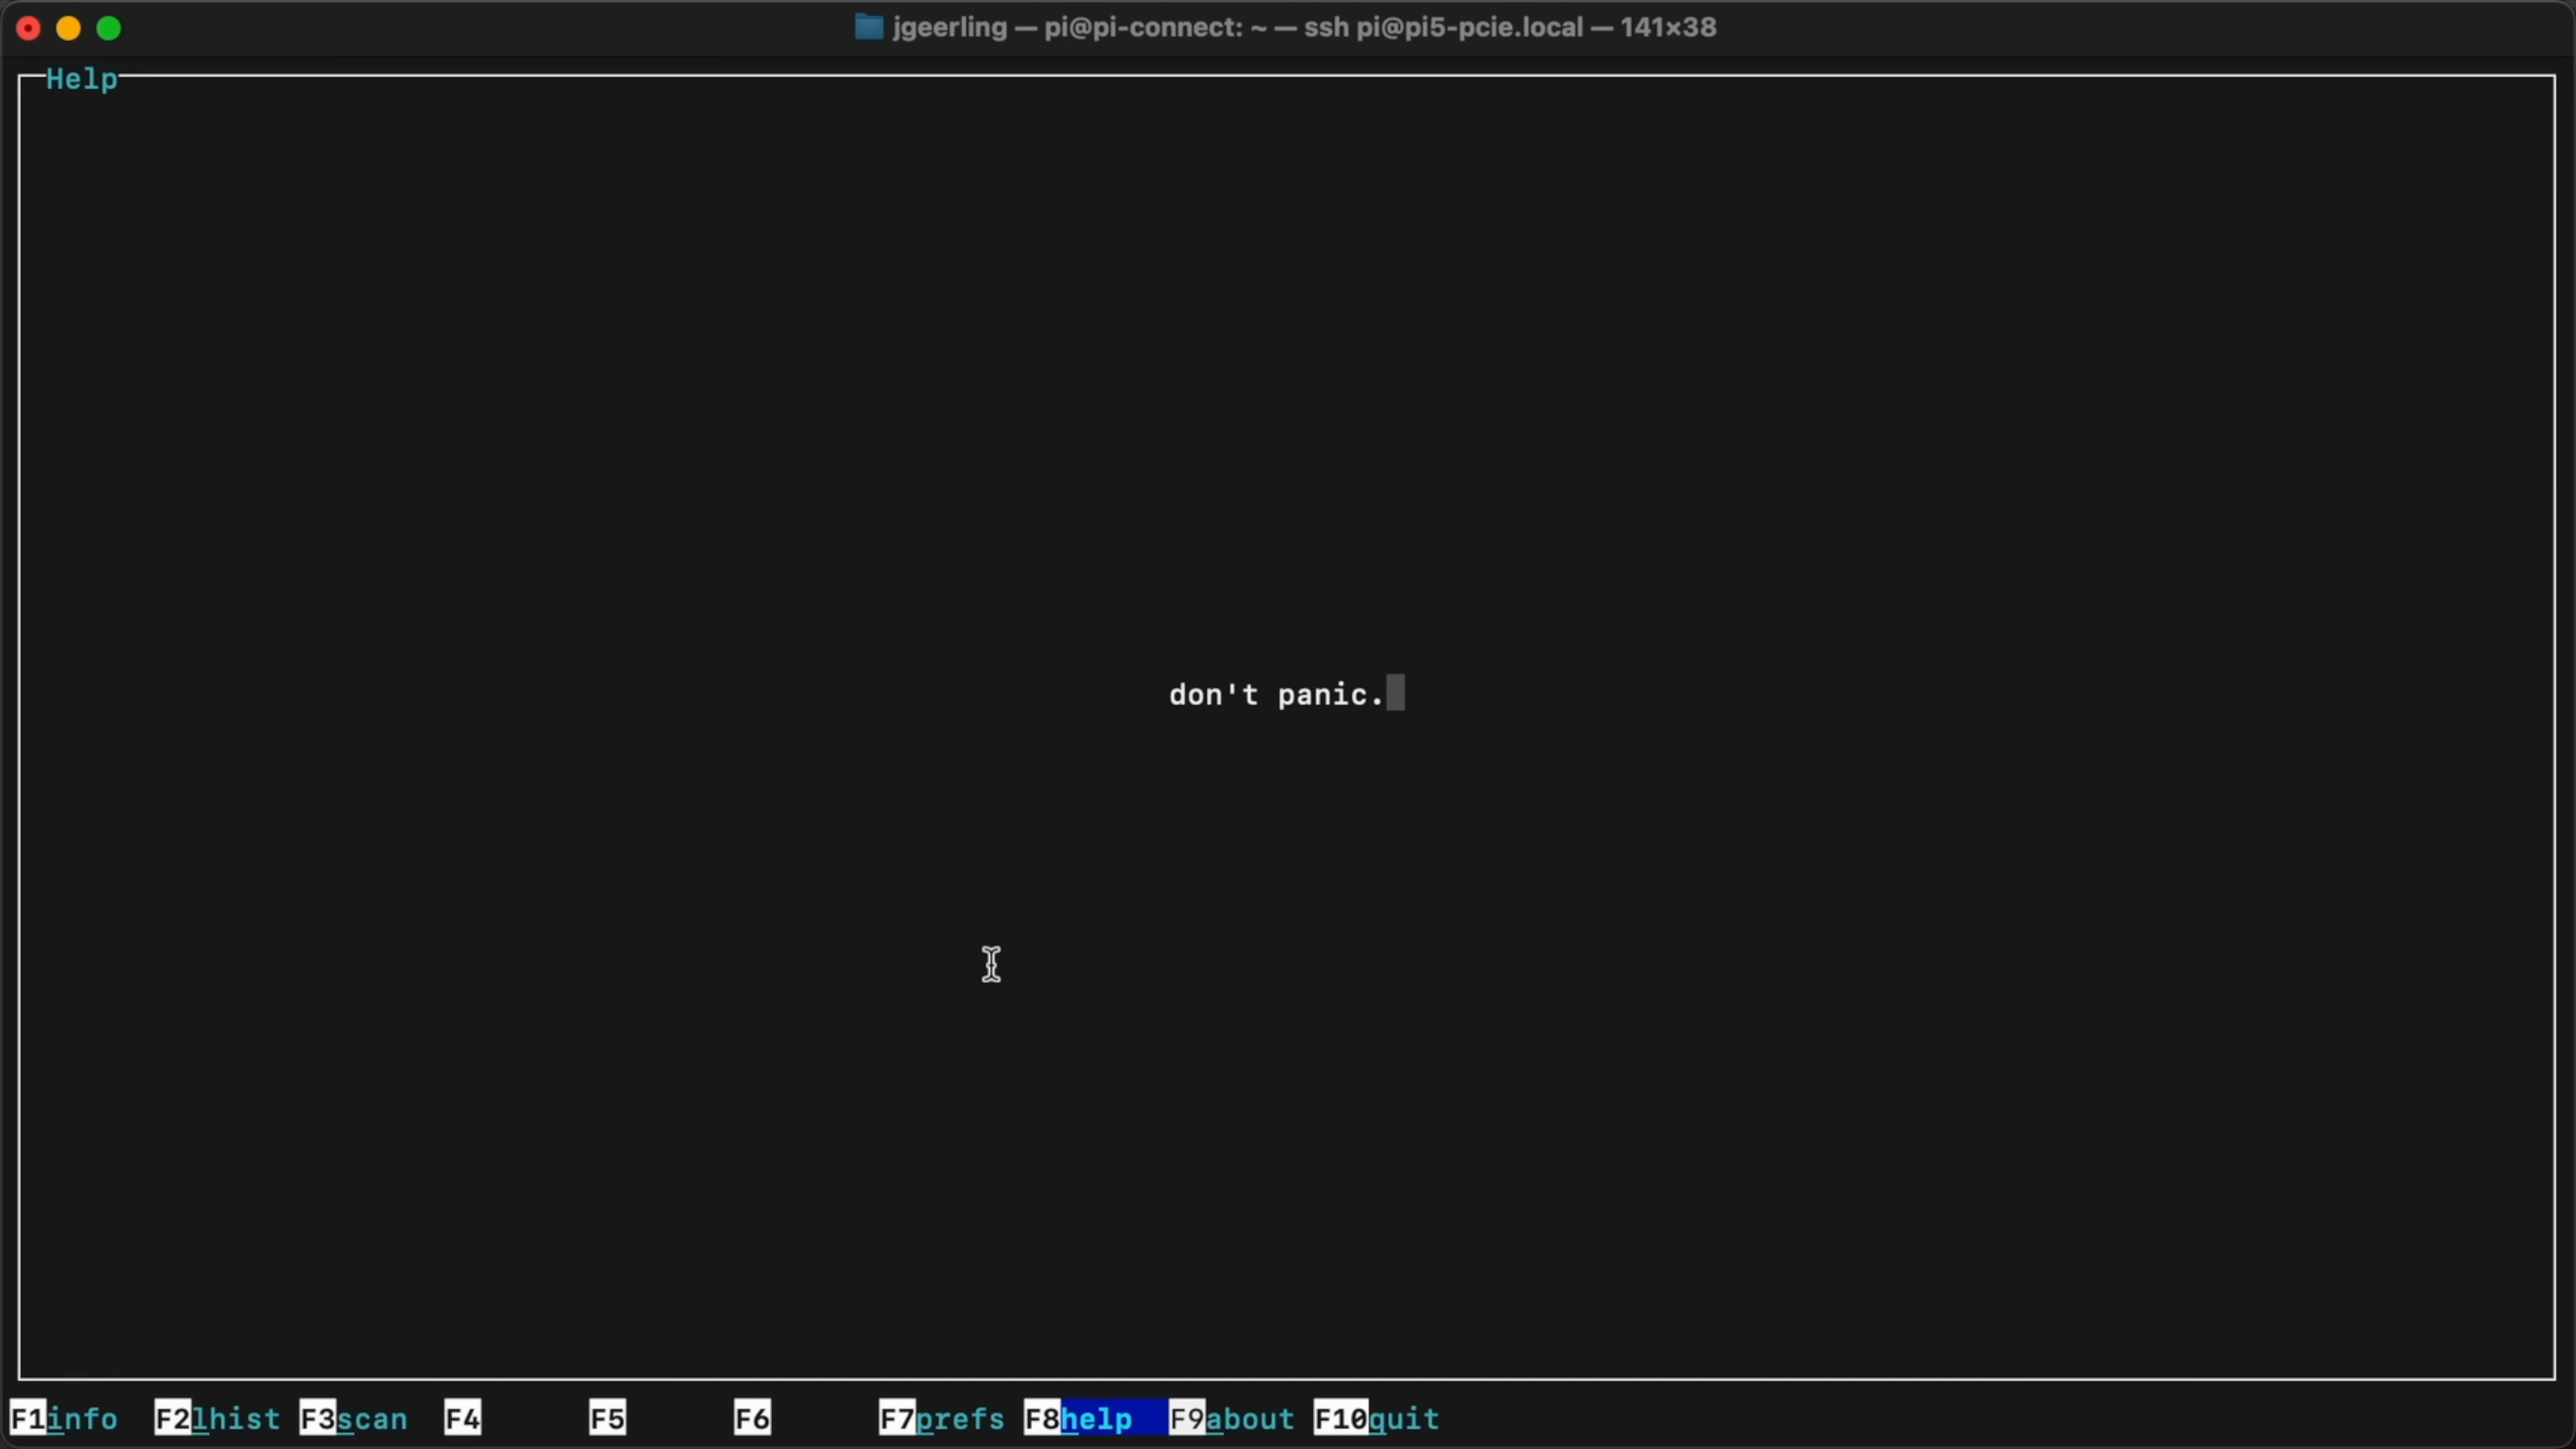 jgeerling — pi@pi-connect: ~ — ssh pi@pi5-pcie.local — 141×38
Help
don't panic.
F1info F2lhist F3scan F4 F5 F6 F7prefs F8help F9about F10quit